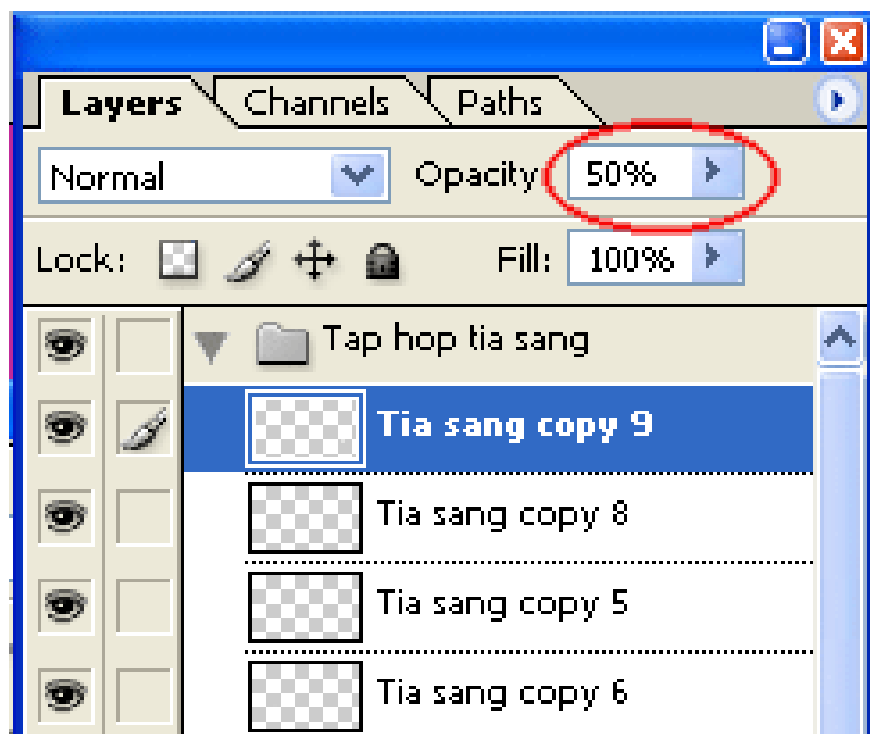 Layers Channels Paths
Normal Opacity: 50%
Lock: Fill: 100%
Tap hop tia sang
Tia sang copy 9
Tia sang copy 8
Tia sang copy 5
Tia sang copy 6